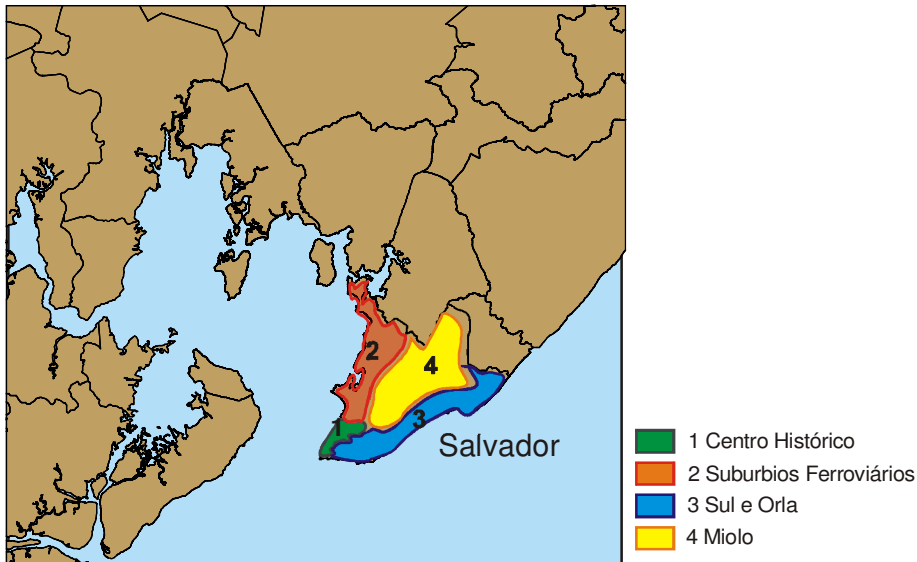 2
4
1
3
Salvador
1 Centro Histórico
2 Suburbios Ferroviários
3 Sul e Orla
4 Miolo